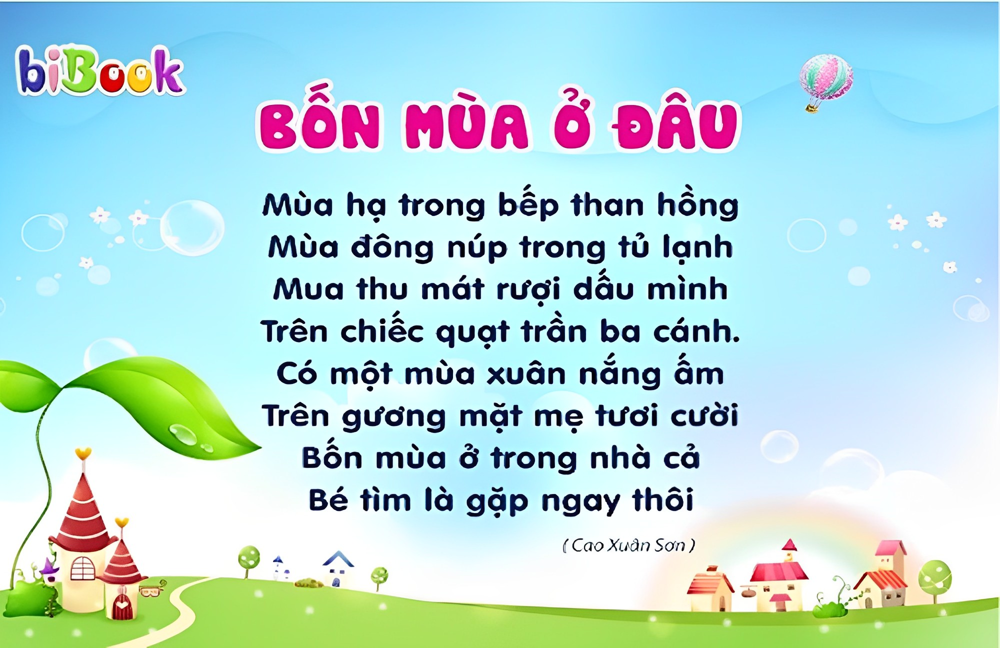 biBook
BỐN MÙA Ở ĐÂU
Mùa hạ trong bếp than hồng
Mùa đông núp trong tủ lạnh
Mua thu mát rượi dấu mình
Trên chiếc quạt trần ba cánh.
Có một mùa xuân nắng ấm
Trên gương mặt mẹ tươi cười
Bốn mùa ở trong nhà cả
Bé tìm là gặp ngay thôi
( Cao Xuân Sơn )